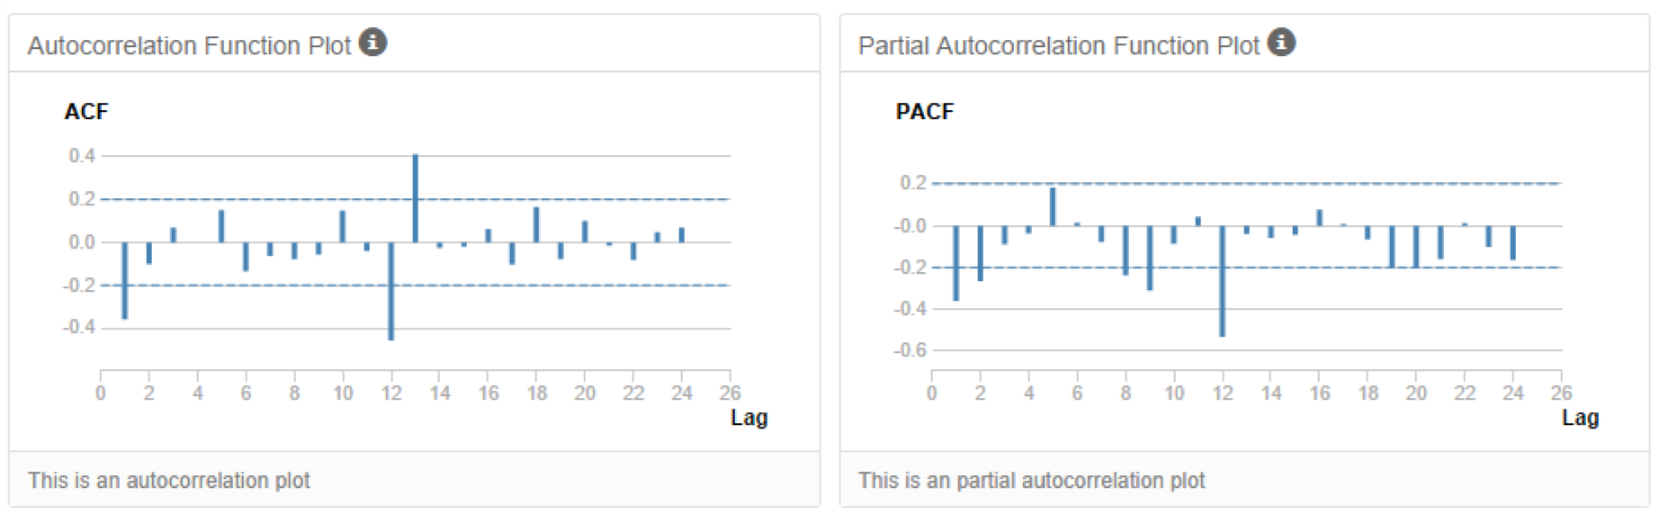 Autocorrelation Function Plot
ACF
0.4
0.2
0.0
-0.2
-0.4
0 2 4 6 8 10 12 14 16 18 20 22 24 26
Lag
This is an autocorrelation plot
Partial Autocorrelation Function Plot
PACF
0.2
-0.0
-0.2
-0.4
-0.6
0 2 4 6 8 10 12 14 16 18 20 22 24 26
Lag
This is an partial autocorrelation plot